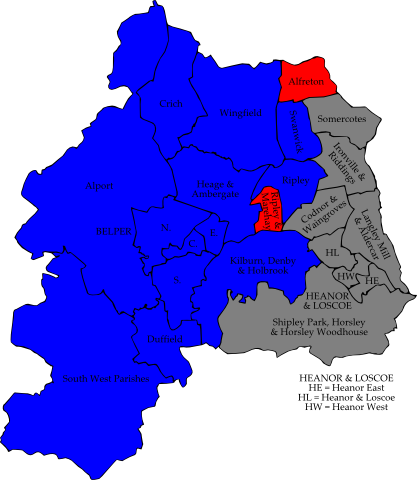 Alfreton
Crich
Wingfield
Swanwick
Somercotes
Ironville &
Riddings
Alport
Heage &
Ambergate
Ripley
Ripley &
Marehay
Codnor &
Waingroves
Langley Mill
& Aldercar
BELPER
N
E
C
S
HL
HW
HE
Kilburn, Denby
& Holbrook
HEANOR
& LOSCOE
Shipley Park, Horsley
& Horsley Woodhouse
Duffield
South West Parishes
HEANOR & LOSCOE
HE = Heanor East
HL = Heanor & Loscoe
HW = Heanor West